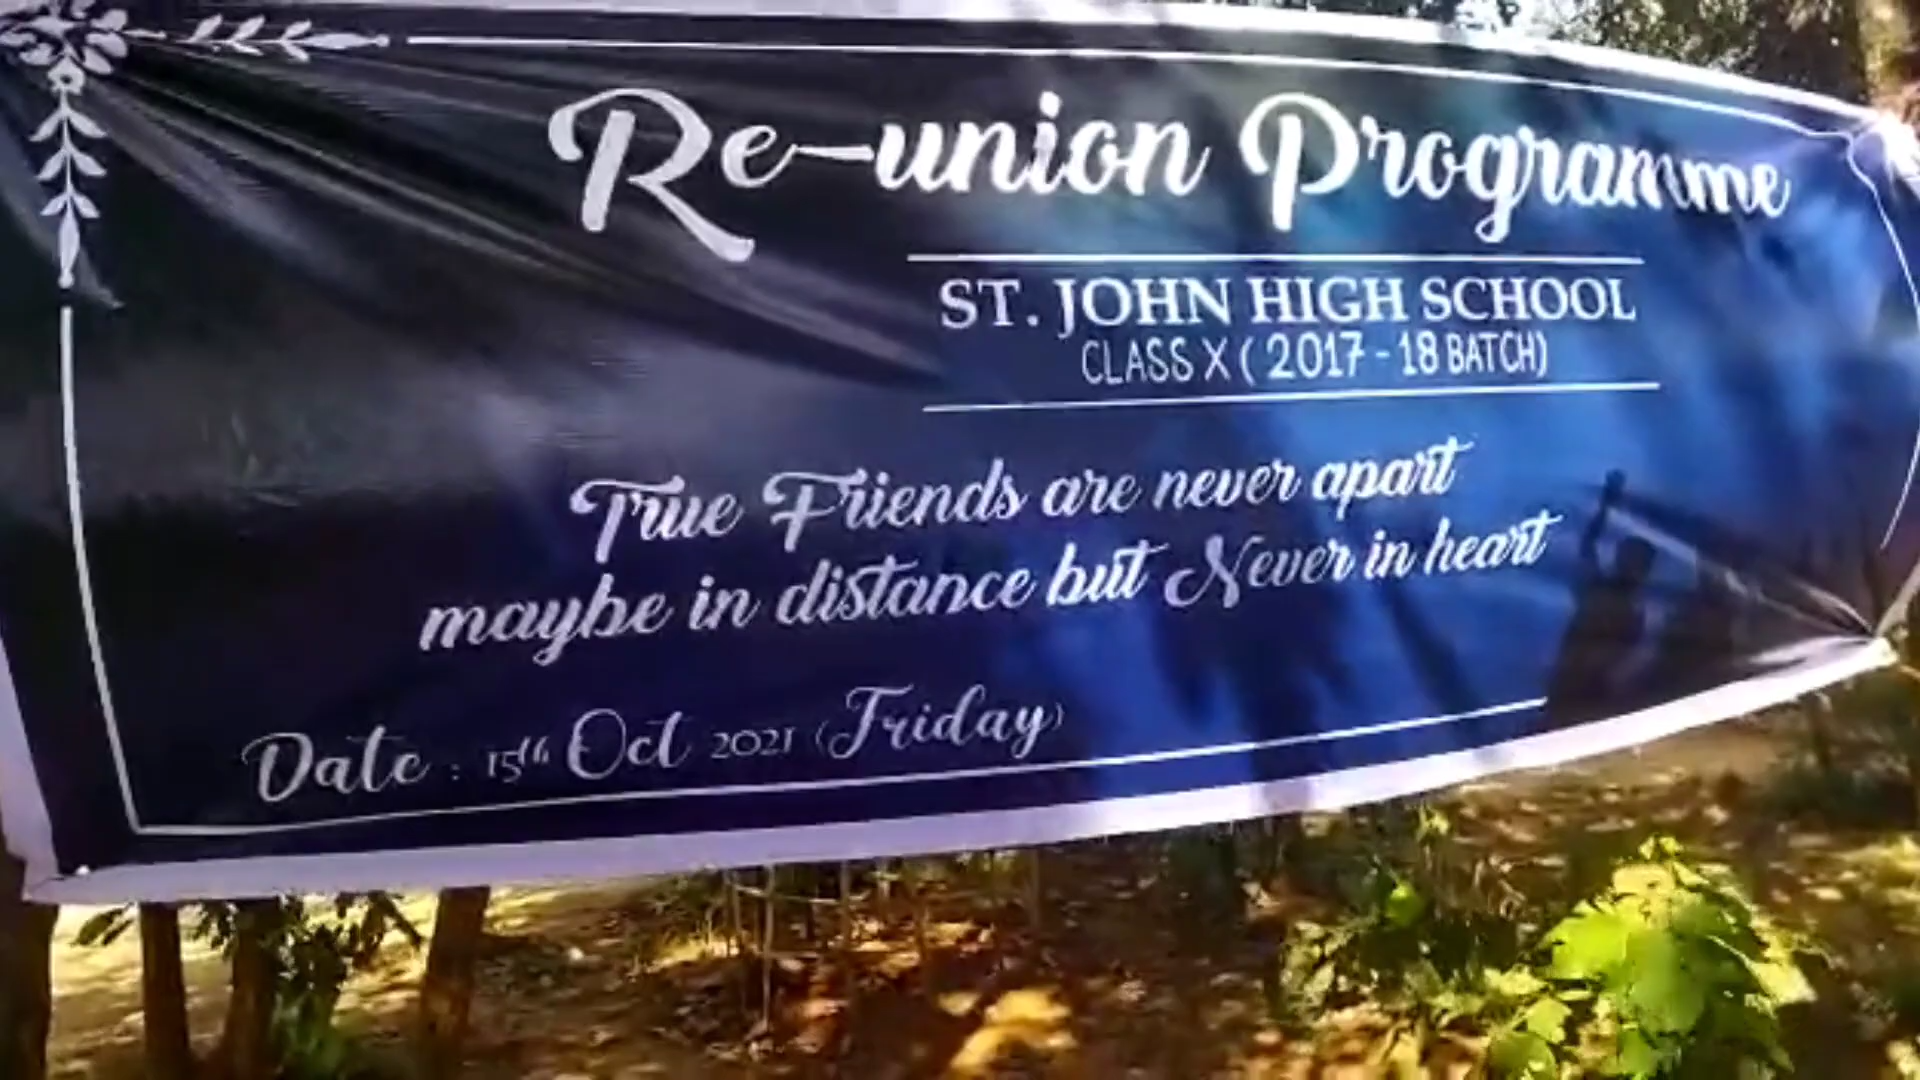 Re-union Programme
ST. JOHN HIGH SCHOOL
CLASS X ( 2017 - 18 BATCH)
True Friends are never apart
maybe in distance but Never in heart
Date : 15th Oct 2021 (Friday)